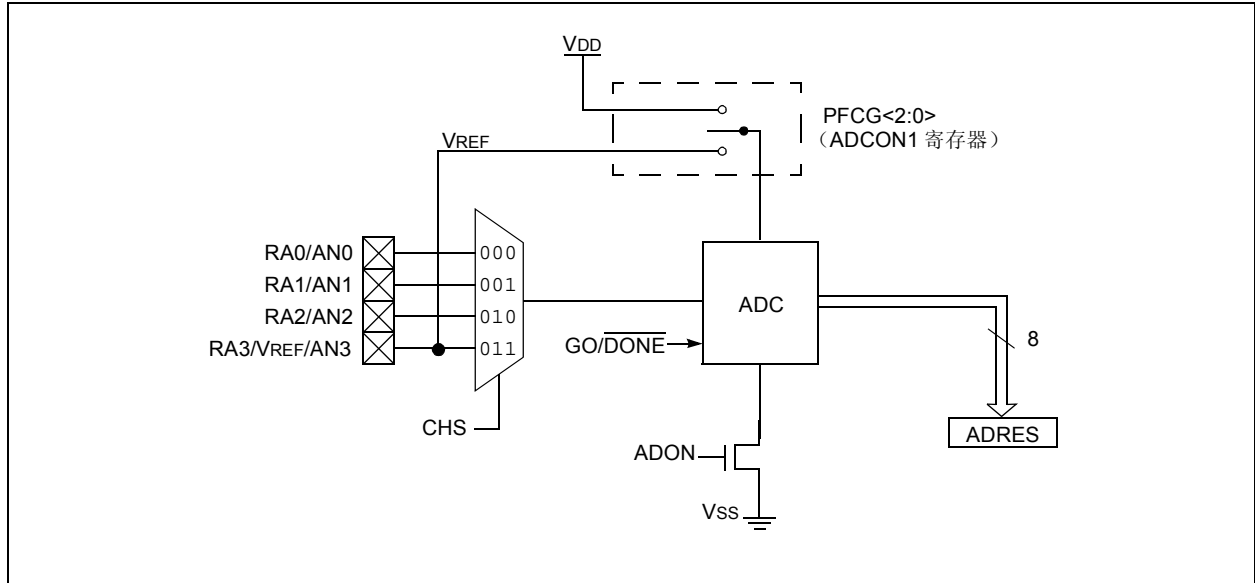 VDD
PFCG<2:0>
(ADCON1 寄存器)
VREF
RA0/AN0
000
RA1/AN1
001
RA2/AN2
010
RA3/VREF/AN3
011
ADC
GO/DONE
8
CHS
ADRES
ADON
VSS